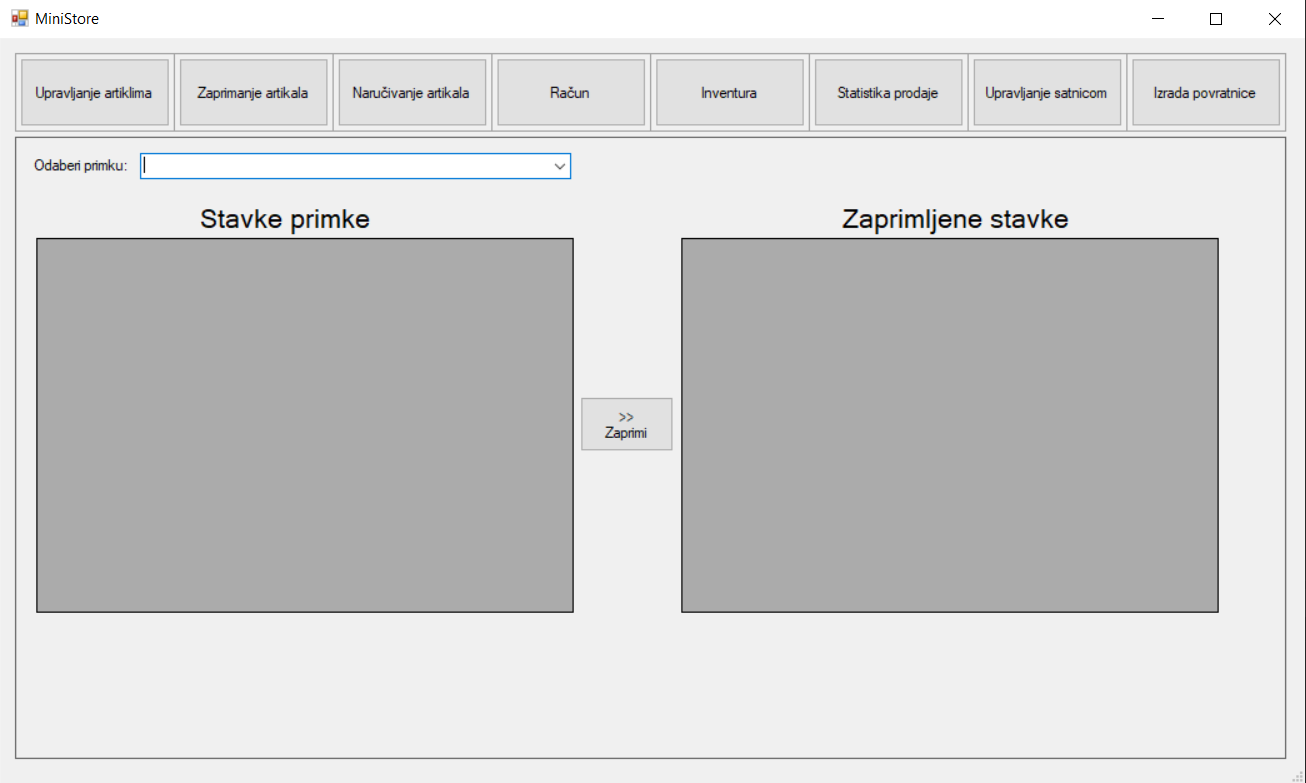 MiniStore
Upravljanje artiklima
Zaprimanje artikala
Naručivanje artikala
Račun
Inventura
Statistika prodaje
Upravljanje satnicom
Izrada povratnice
Odaberi primku:
Stavke primke
Zaprimljene stavke
>>
Zaprimi